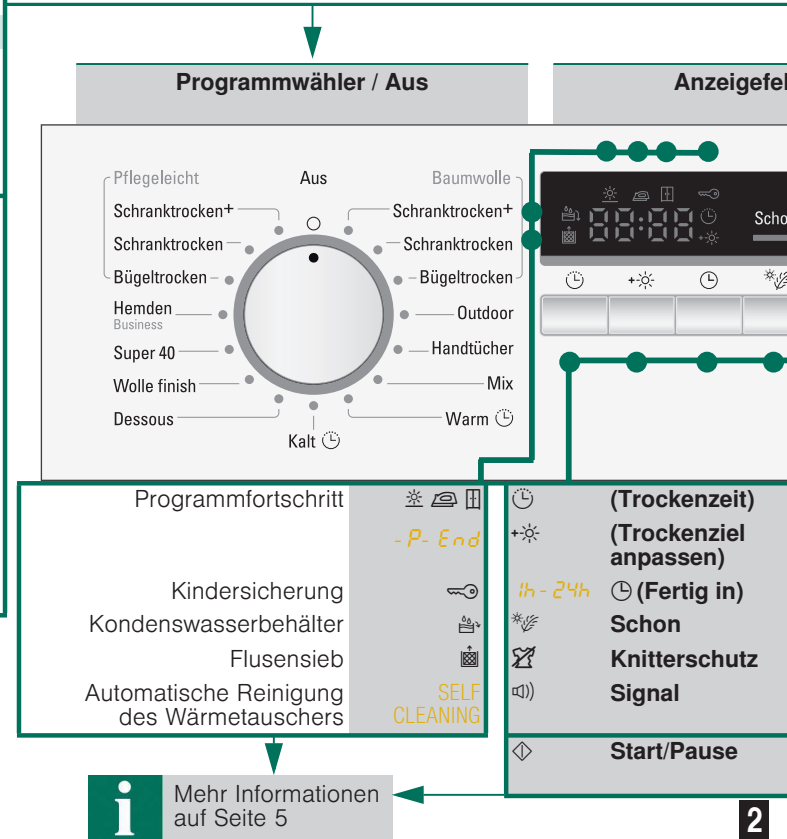 Programmwähler / Aus
Anzeigefel
Pflegeleicht
Aus
Baumwolle
Schranktrocken+
Schranktrocken+
Schranktrocken
Schranktrocken
Bügeltrocken
Bügeltrocken
Hemden
Business
Outdoor
Super 40
Handtücher
Wolle finish
Mix
Dessous
Warm
Kalt
88:88
Scho
Programmfortschritt
-P- End
Kindersicherung
Kondenswasserbehälter
Flusensieb
Automatische Reinigung
des Wärmetauschers
SELF
CLEANING
(Trockenzeit)
(Trockenziel
anpassen)
1h - 24h (Fertig in)
Schon
Knitterschutz
Signal
Start/Pause
i
Mehr Informationen
auf Seite 5
2